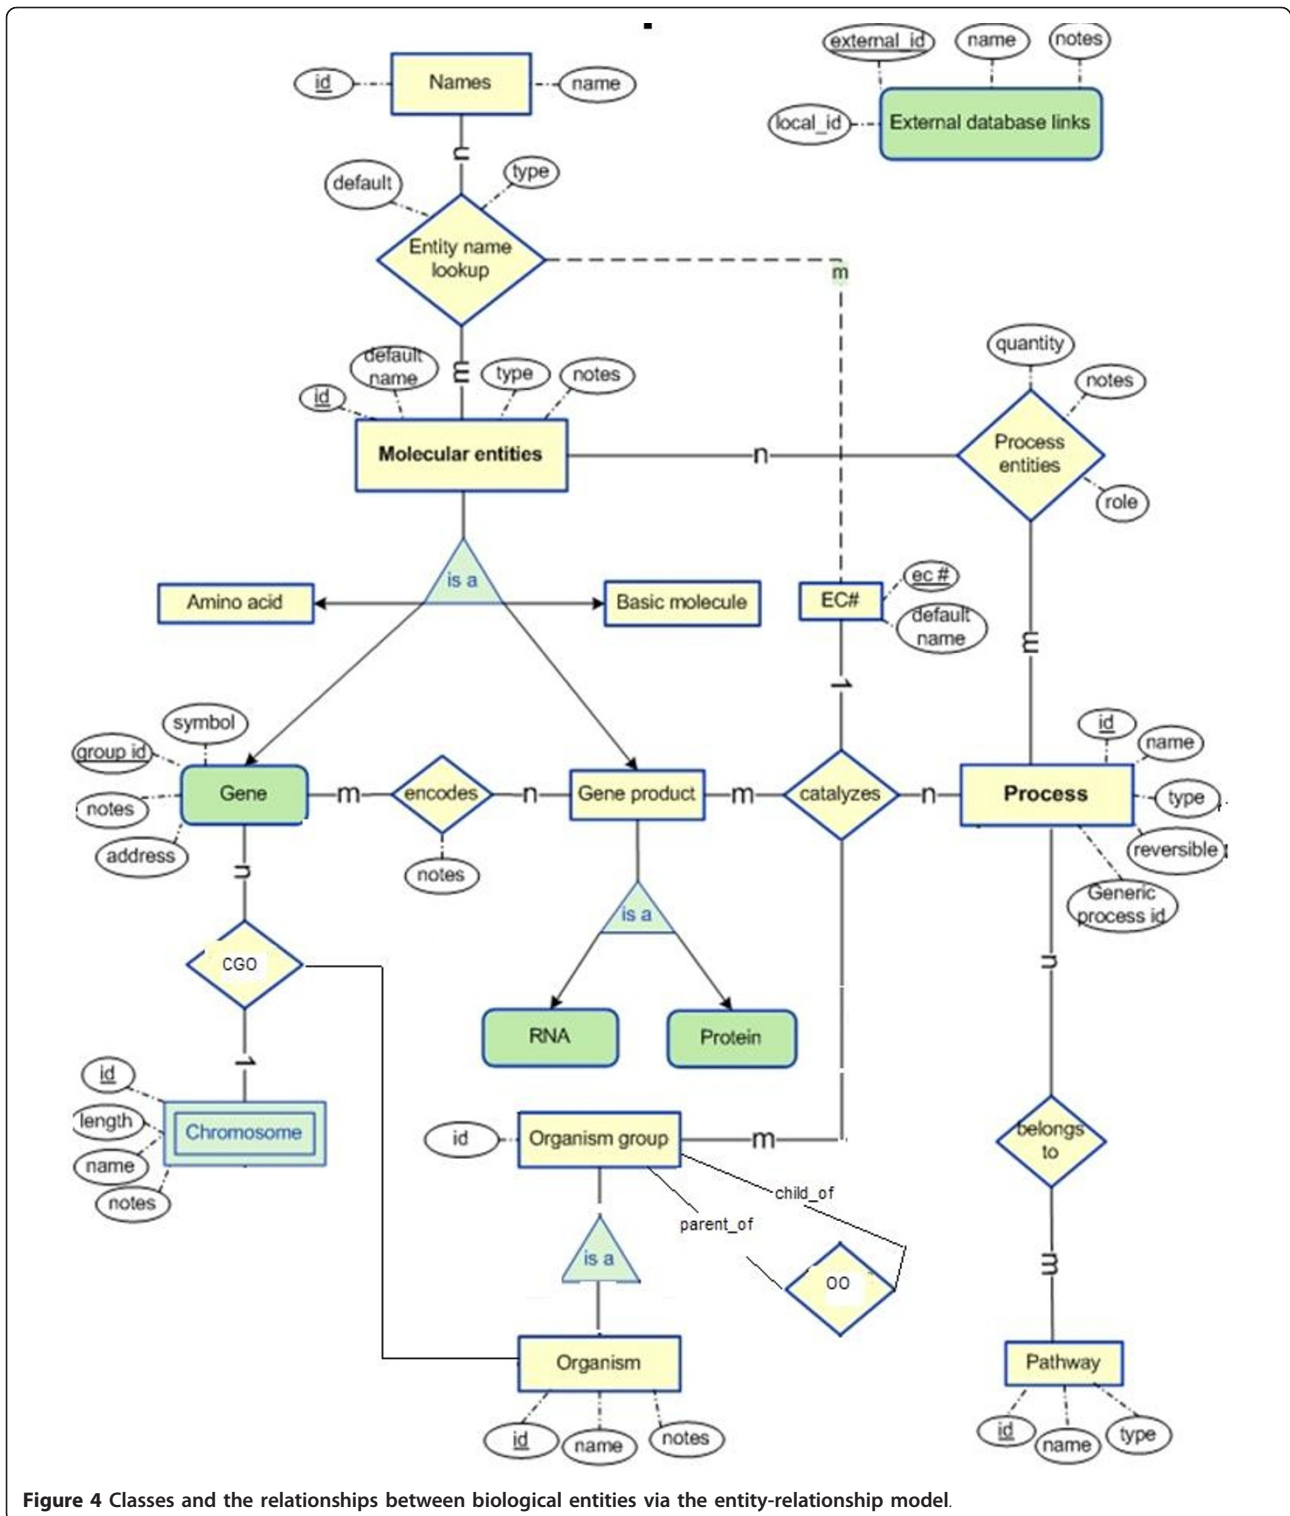 external_id
name
notes
Names
id
name
local_id
External database links
n
default
type
Entity name
lookup
m
quantity
default
name
m
type
notes
notes
id
Molecular entities
n
Process
entities
role
is a
ec #
Amino acid
Basic molecule
EC#
default
name
m
1
symbol
id
group id
name
Gene
m
encodes
n
Gene product
m
catalyzes
n
Process
type
notes
address
reversible
n
notes
Generic
process id
is a
CGO
n
RNA
Protein
1
id
length
Chromosome
name
notes
id
Organism group
m
belongs
to
child_of
parent_of
is a
OO
m
Organism
Pathway
id
name
notes
id
name
type
Figure 4 Classes and the relationships between biological entities via the entity-relationship model.